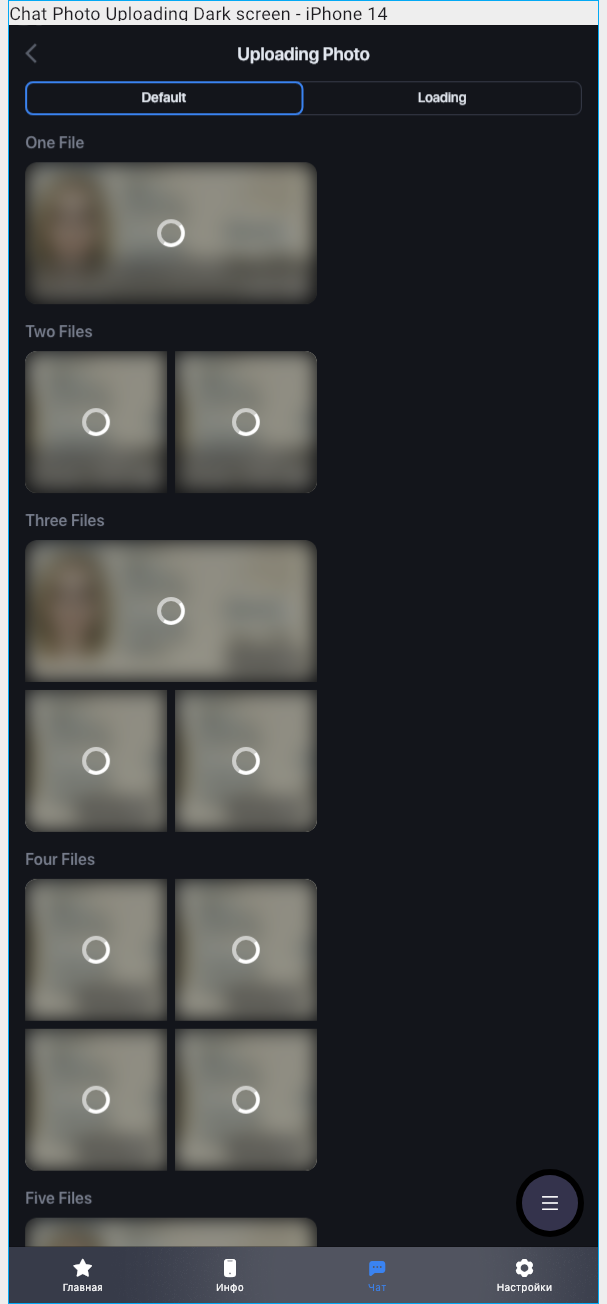 Chat Photo Uploading Dark screen - iPhone 14
Uploading Photo
Default
Loading
One File
Two Files
Three Files
Four Files
Five Files
Главная
Инфо
Чат
Настройки